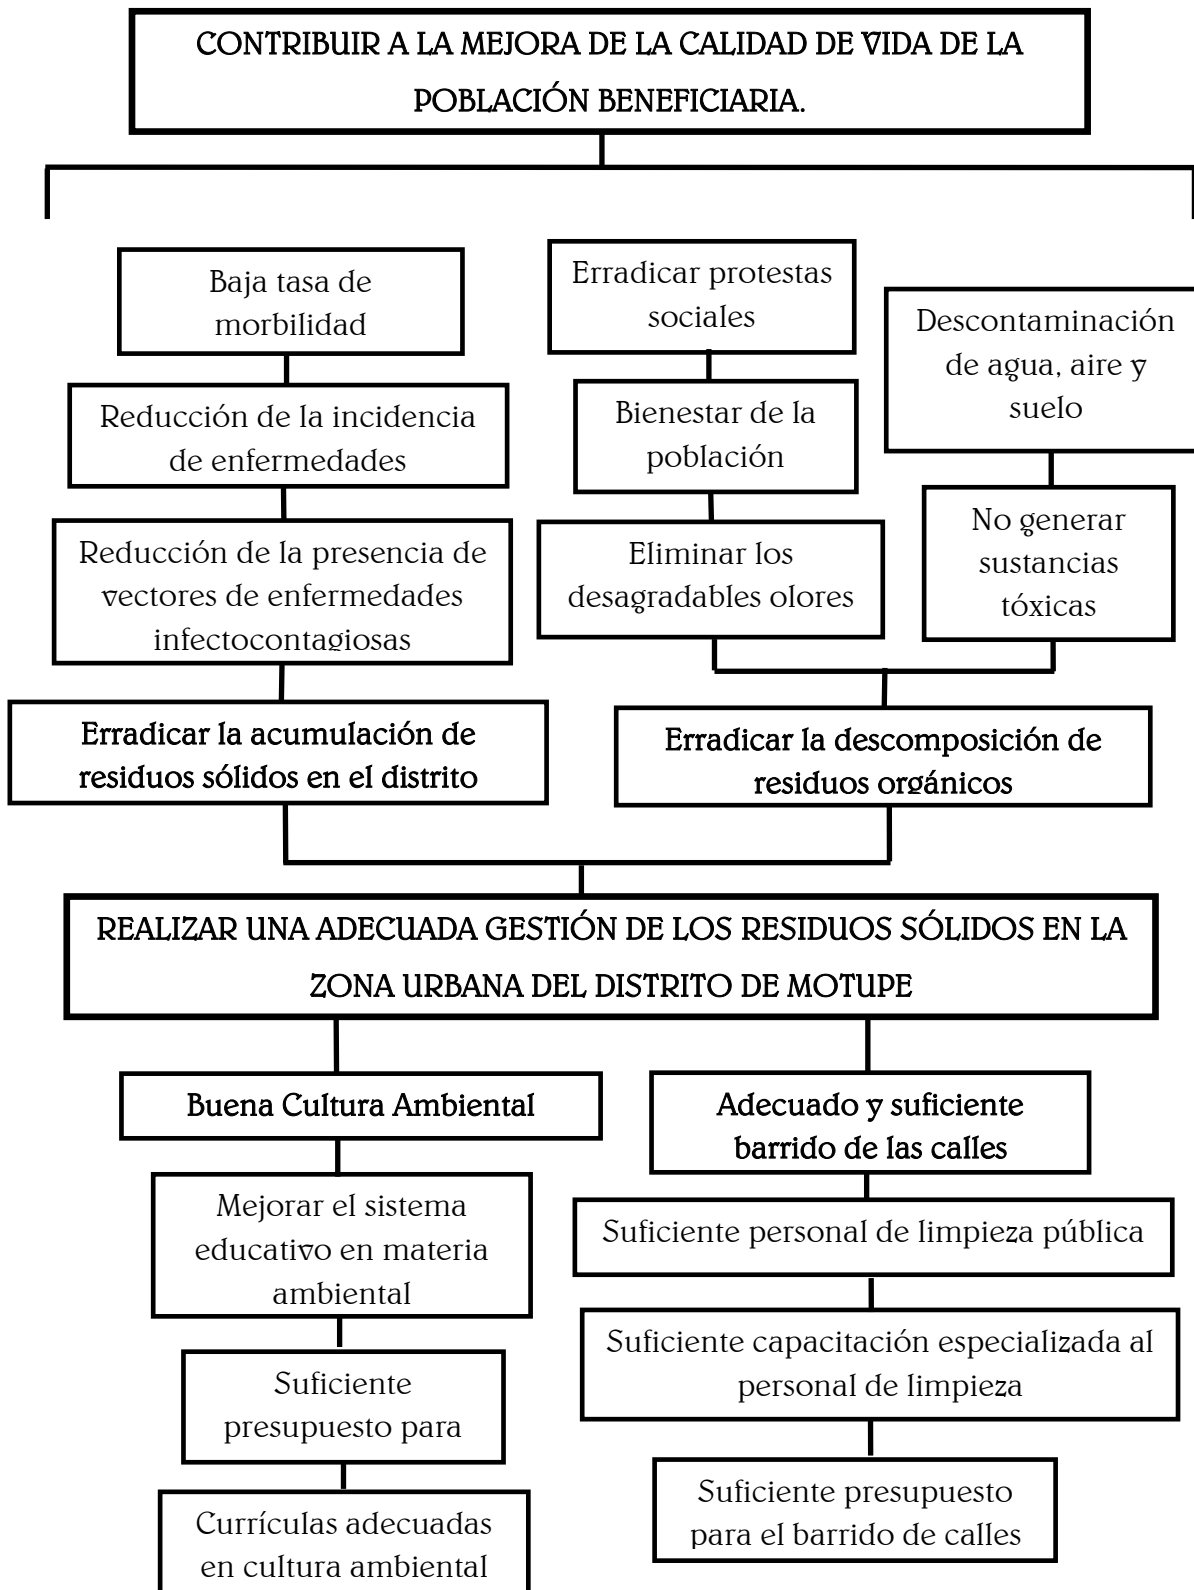 CONTRIBUIR A LA MEJORA DE LA CALIDAD DE VIDA DE LA
POBLACIÓN BENEFICIARIA.
Baja tasa de
morbilidad
Erradicar protestas
sociales
Descontaminación
de agua, aire y
suelo
Reducción de la incidencia
de enfermedades
Bienestar de la
población
No generar
sustancias
tóxicas
Reducción de la presencia de
vectores de enfermedades
infectocontagiosas
Eliminar los
desagradables olores
Erradicar la acumulación de
residuos sólidos en el distrito
Erradicar la descomposición de
residuos orgánicos
REALIZAR UNA ADECUADA GESTIÓN DE LOS RESIDUOS SÓLIDOS EN LA
ZONA URBANA DEL DISTRITO DE MOTUPE
Buena Cultura Ambiental
Mejorar el sistema
educativo en materia
ambiental
Suficiente
presupuesto para
Currículas adecuadas
en cultura ambiental
Adecuado y suficiente
barrido de las calles
Suficiente personal de limpieza pública
Suficiente capacitación especializada al
personal de limpieza
Suficiente presupuesto
para el barrido de calles